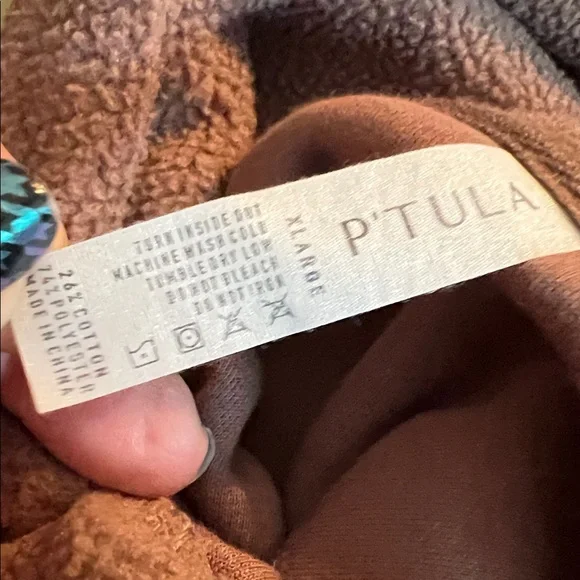 P'TULA
XLARGE
TURN INSIDE OUT
MACHINE WASH COLD
TUMBLE DRY LOW
DO NOT BLEACH
DO NOT IRON
26% COTTON
74% POLYESTER
MADE IN CHINA